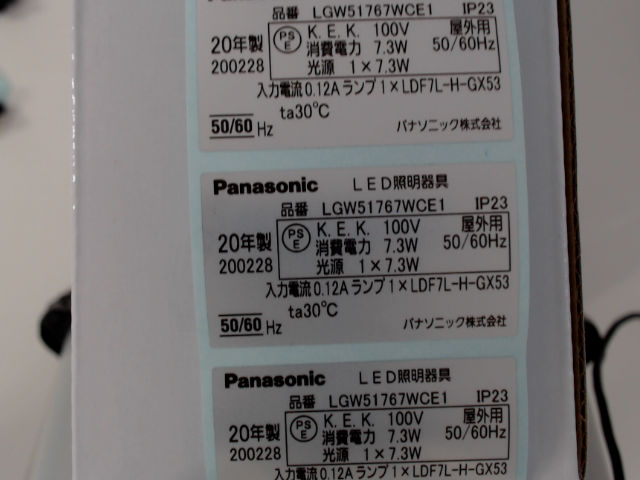 Panasonic
品番 LGW51767WCE1 IP23
20年製 PSE K.E.K. 100V 屋外用
200228 消費電力 7.3W 50/60Hz
光源 1×7.3W
入力電流0.12A ランプ1×LDF7L-H-GX53
ta30℃
50/60 Hz パナソニック株式会社
Panasonic LED照明器具
品番 LGW51767WCE1 IP23
20年製 PSE K.E.K. 100V 屋外用
200228 消費電力 7.3W 50/60Hz
光源 1×7.3W
入力電流0.12A ランプ1×LDF7L-H-GX53
ta30℃
50/60 Hz パナソニック株式会社
Panasonic LED照明器具
品番 LGW51767WCE1 IP23
20年製 PSE K.E.K. 100V 屋外用
200228 消費電力 7.3W 50/60Hz
光源 1×7.3W
入力電流0.12A ランプ1×LDF7L-H-GX53